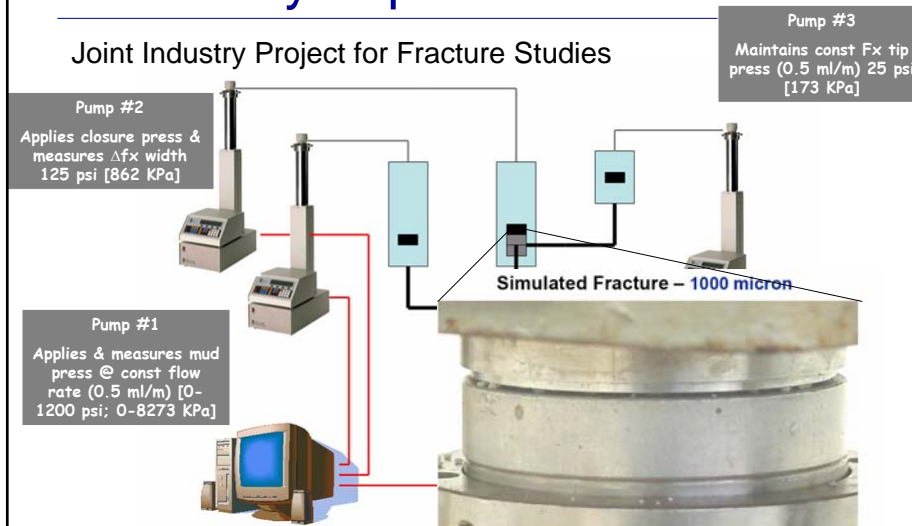 Joint Industry Project for Fracture Studies
Pump #3
Maintains const Fx tip
press (0.5 ml/m) 25 psi
[173 KPa]
Pump #2
Applies closure press &
measures Δfx width
125 psi [862 KPa]
Simulated Fracture – 1000 micron
Pump #1
Applies & measures mud
press @ const flow
rate (0.5 ml/m) [0-
1200 psi; 0-8273 KPa]